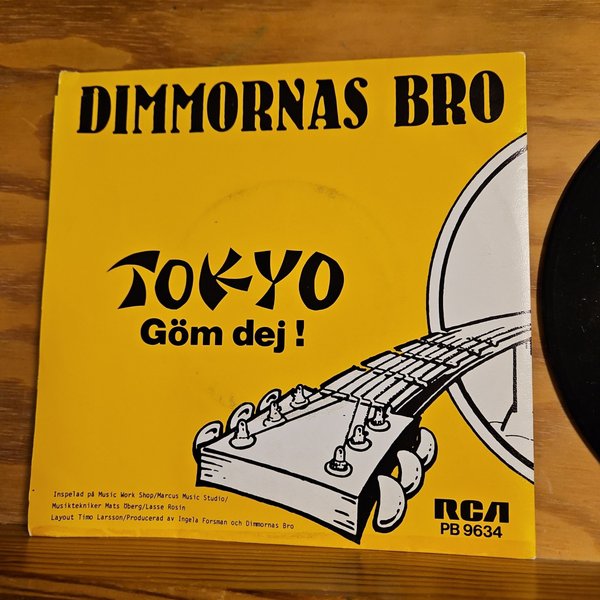 DIMMORNAS BRO
TOKYO
Göm dej !
Inspelad på Music Work Shop/Marcus Music Studio/
Musiktekniker Mats Öberg/Lasse Rosin
Layout Timo Larsson/Producerad av Ingela Forsman och Dimmornas Bro
RCA
PB 9634